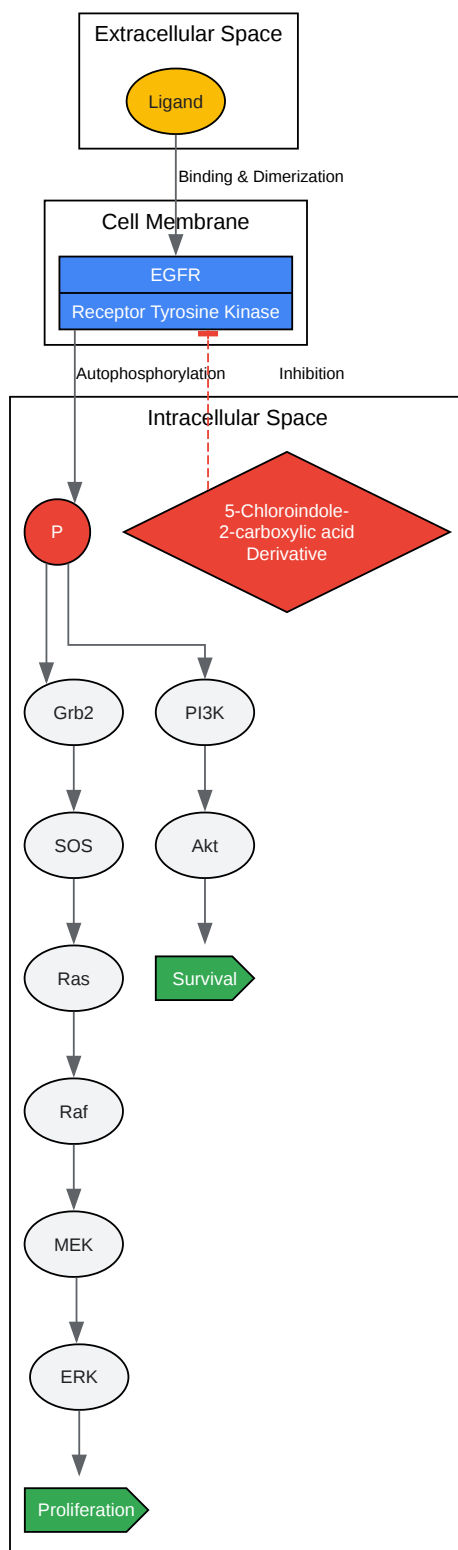 Extracellular Space
Ligand
Binding & Dimerization
Cell Membrane
EGFR
Receptor Tyrosine Kinase
Autophosphorylation
Inhibition
Intracellular Space
P
5-Chloroindole-
2-carboxylic acid
Derivative
Grb2
PI3K
SOS
Akt
Ras
Survival
Raf
MEK
ERK
Proliferation